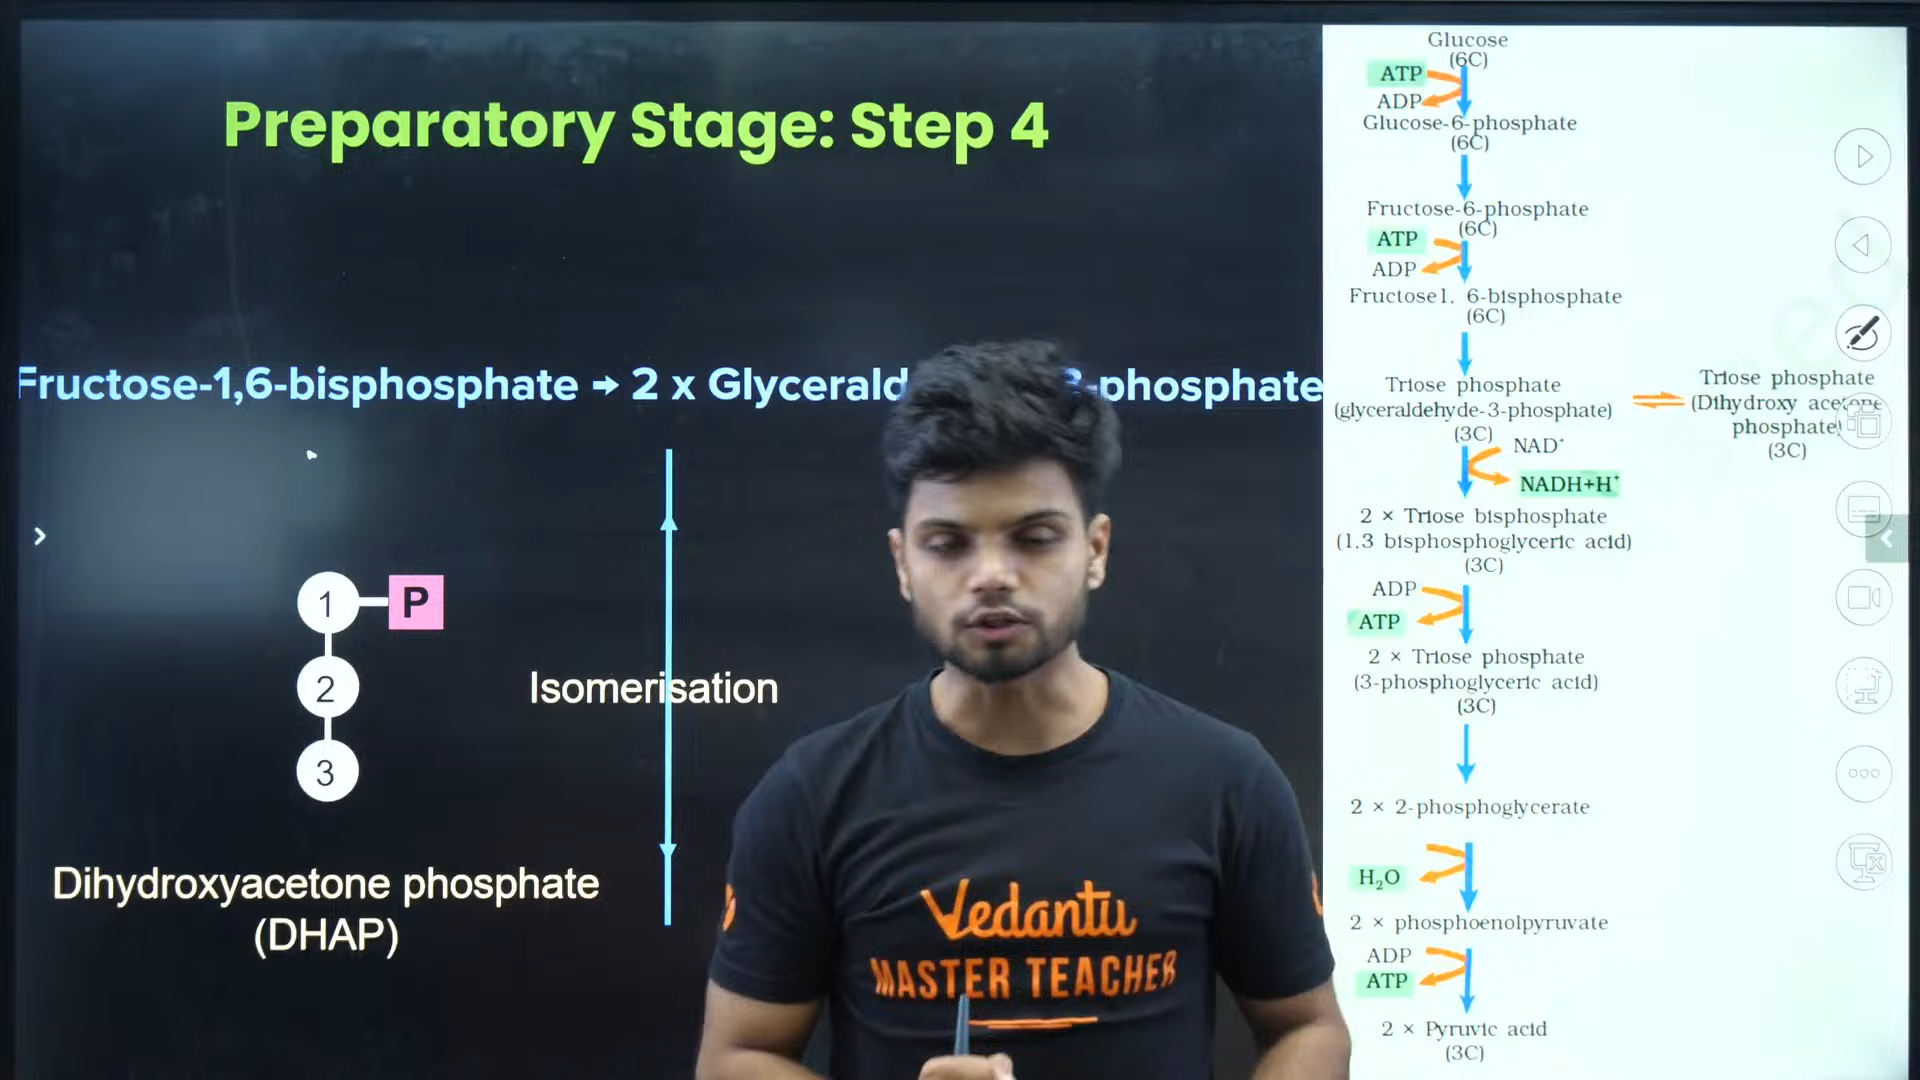 Preparatory Stage: Step 4
Fructose-1,6-bisphosphate → 2 x Glycerald 3-phosphate
1 P
2
3
Isomerisation
Dihydroxyacetone phosphate
(DHAP)
Vedantu
MASTER TEACHER
Glucose
(6C)
ATP
ADP
Glucose-6-phosphate
(6C)
Fructose-6-phosphate
(6C)
ATP
ADP
Fructose1, 6-bisphosphate
(6C)
Triose phosphate
(glyceraldehyde-3-phosphate)
(3C)
Triose phosphate
(Dihydroxy acetone
phosphate)
(3C)
NAD⁺
NADH+H⁺
2 × Triose bisphosphate
(1,3 bisphosphoglyceric acid)
(3C)
ADP
ATP
2 × Triose phosphate
(3-phosphoglyceric acid)
(3C)
2 × 2-phosphoglycerate
H₂O
2 × phosphoenolpyruvate
ADP
ATP
2 × Pyruvic acid
(3C)